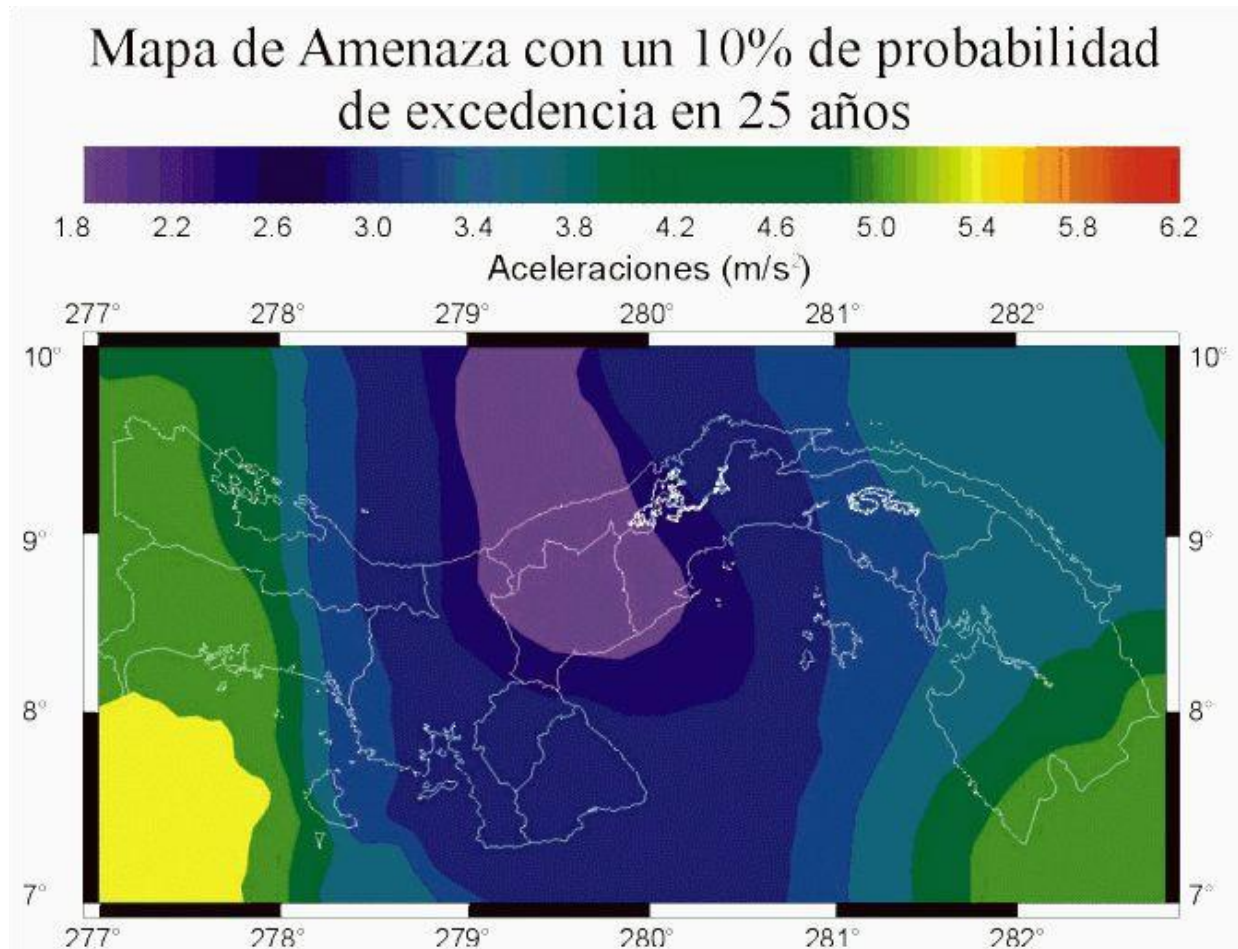 Mapa de Amenaza con un 10% de probabilidad
de excedencia en 25 años
1.8 2.2 2.6 3.0 3.4 3.8 4.2 4.6 5.0 5.4 5.8 6.2
Aceleraciones (m/s²)
277° 278° 279° 280° 281° 282°
10° 10°
9° 9°
8° 8°
7° 7°
277° 278° 279° 280° 281° 282°